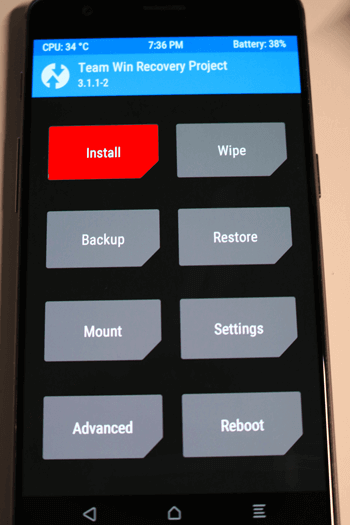 CPU: 34 °C 7:36 PM Battery: 38%
Team Win Recovery Project
3.1.1-2
Install Wipe
Backup Restore
Mount Settings
Advanced Reboot